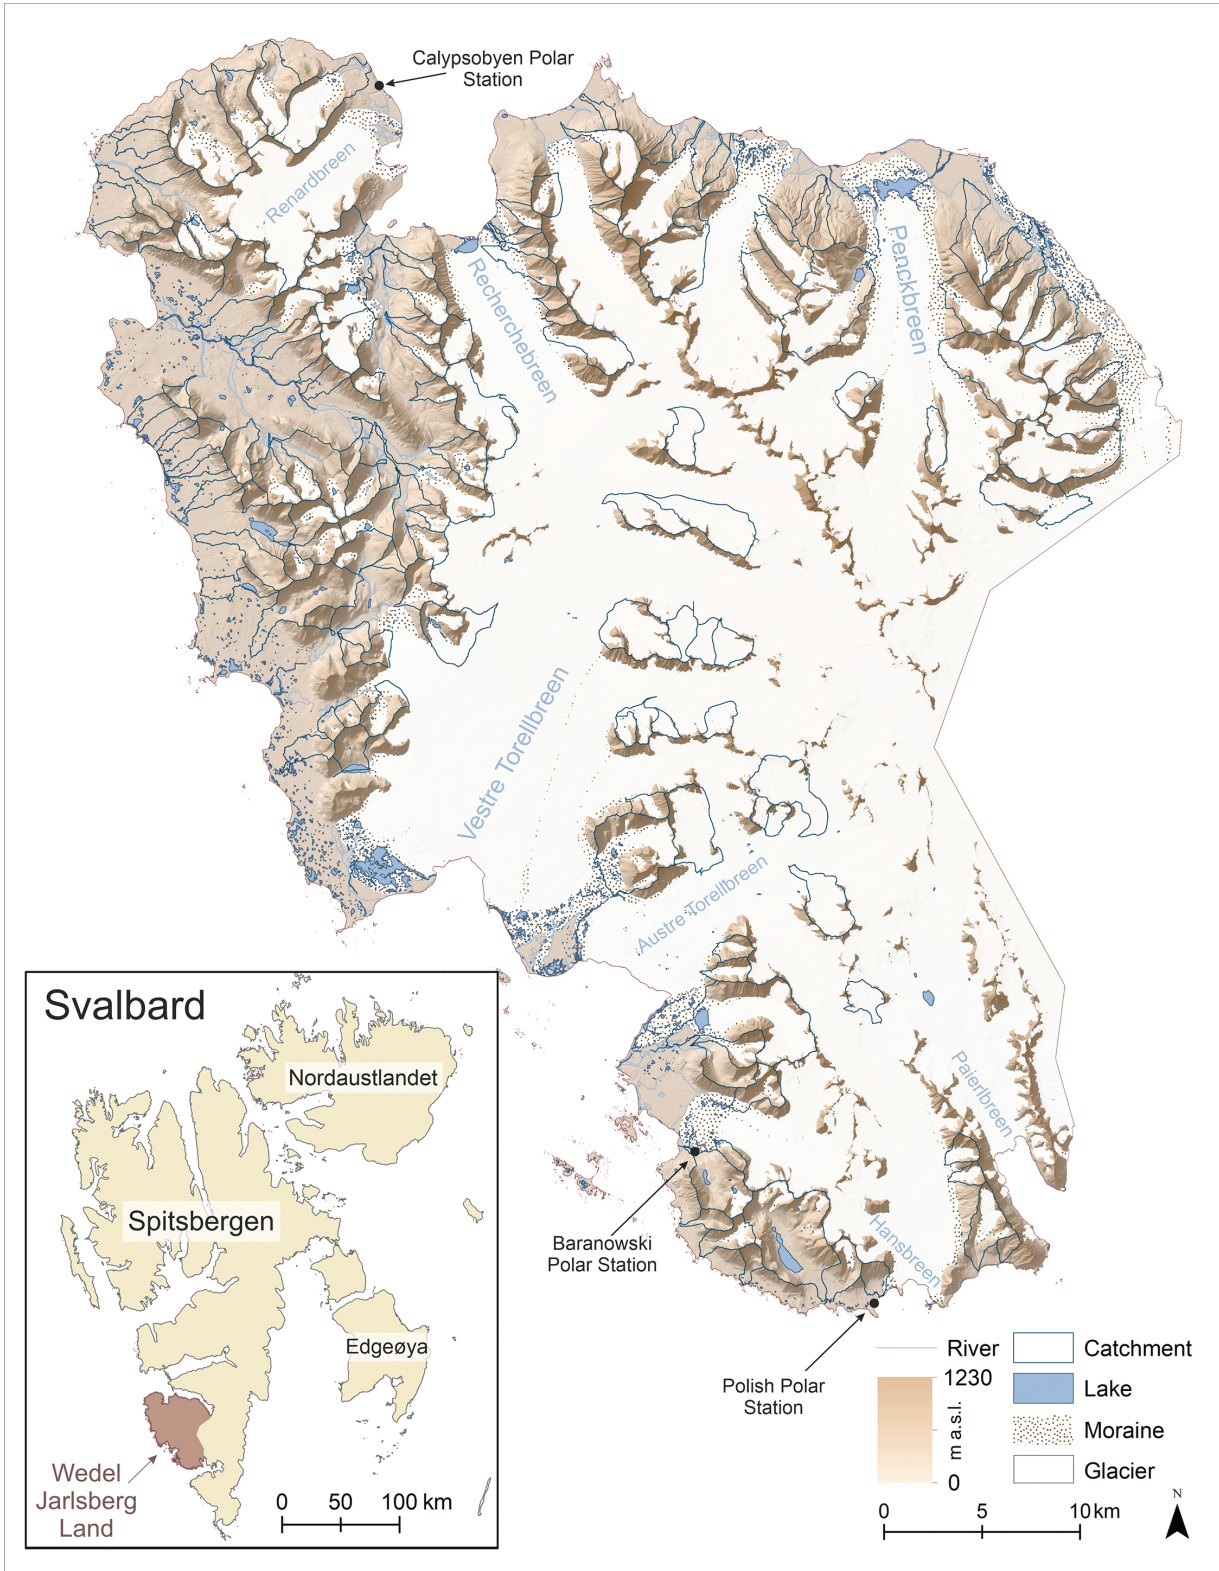 Calypsobyen Polar
Station
Renardbreen
Recherchebreen
Penckbreen
Vestre Torellbreen
Austre Torellbreen
Paierlbreen
Hansbreen
Baranowski
Polar Station
Polish Polar
Station
Svalbard
Nordaustlandet
Spitsbergen
Edgeøya
Wedel
Jarlsberg
Land
0 50 100 km
River
1230
m a.s.l.
0
Catchment
Lake
Moraine
Glacier
0 5 10 km
N